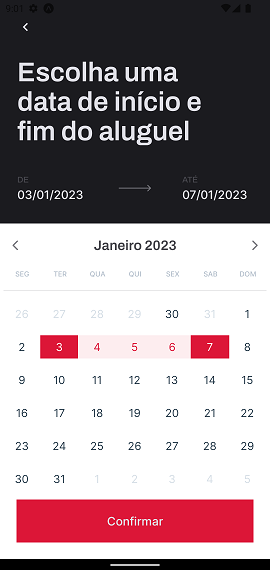 9:01
Escolha uma
data de início e
fim do aluguel
DE
ATÉ
03/01/2023
07/01/2023
Janeiro 2023
SEG TER QUA QUI SEX SAB DOM
26 27 28 29 30 31 1
2 3 4 5 6 7 8
9 10 11 12 13 14 15
16 17 18 19 20 21 22
23 24 25 26 27 28 29
30 31 1 2 3 4 5
Confirmar